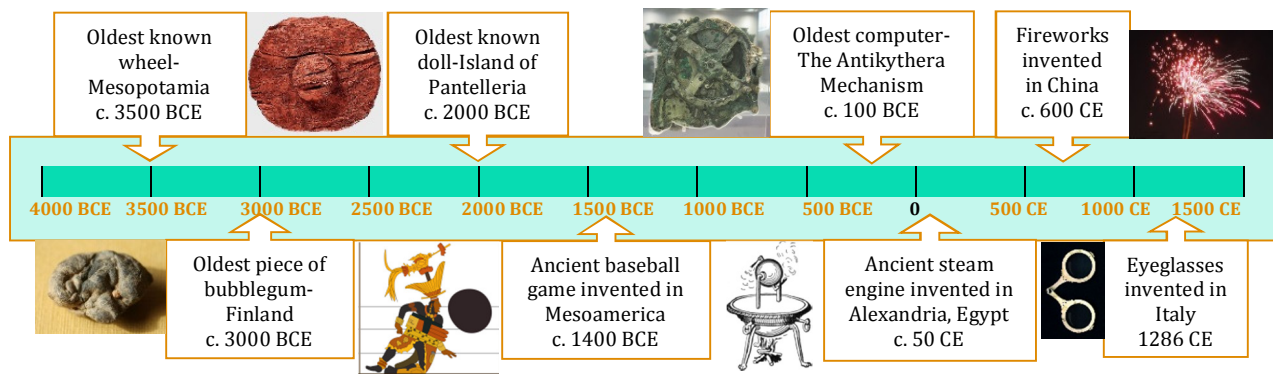 Oldest known
wheel-
Mesopotamia
c. 3500 BCE
Oldest known
doll-Island of
Pantelleria
c. 2000 BCE
Oldest computer-
The Antikythera
Mechanism
c. 100 BCE
Fireworks
invented
in China
c. 600 CE
4000 BCE 3500 BCE 3000 BCE 2500 BCE 2000 BCE 1500 BCE 1000 BCE 500 BCE 0 500 CE 1000 CE 1500 CE
Oldest piece of
bubblegum-
Finland
c. 3000 BCE
Ancient baseball
game invented in
Mesoamerica
c. 1400 BCE
Ancient steam
engine invented in
Alexandria, Egypt
c. 50 CE
Eyeglasses
invented in
Italy
1286 CE